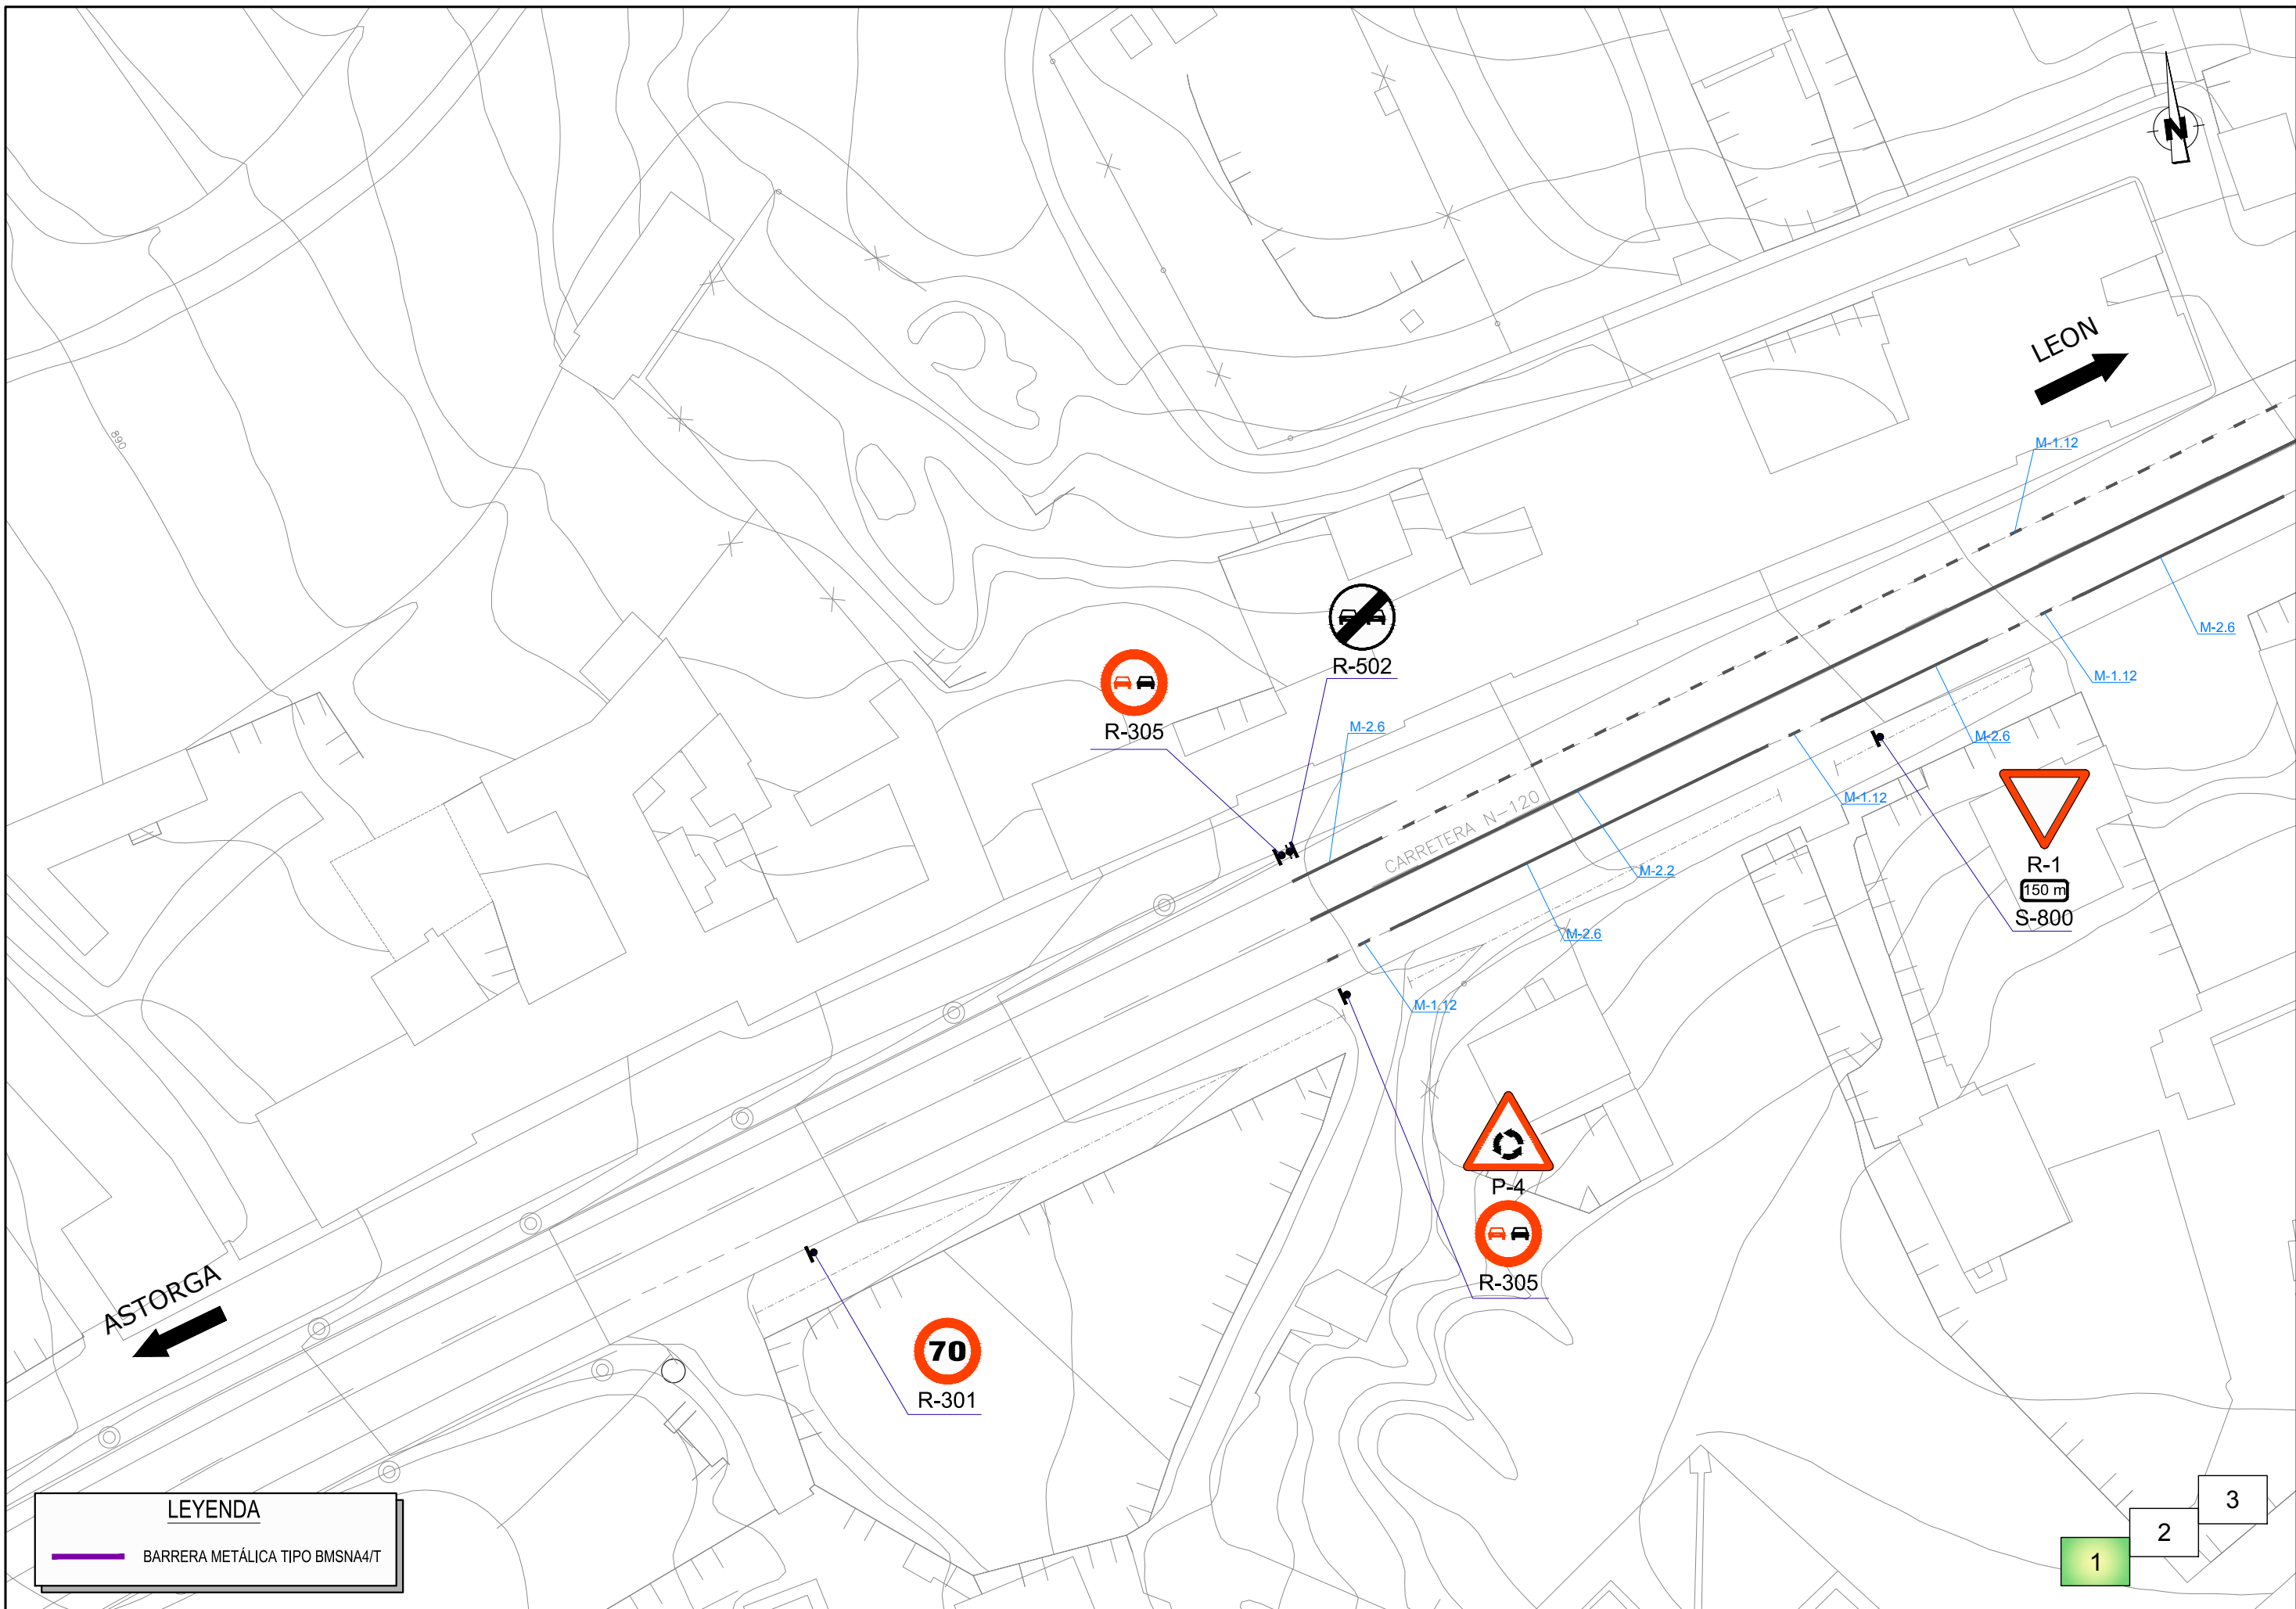 N
LEON
890
M-1.12
M-2.6
R-502
R-305
M-2.6
M-1.12
M-2.6
CARRETERA N-120
M-1.12
R-1
150 m
S-800
M-2.2
M-2.6
M-1.12
P-4
R-305
ASTORGA
70
R-301
LEYENDA
BARRERA METÁLICA TIPO BMSNA4/T
3
2
1